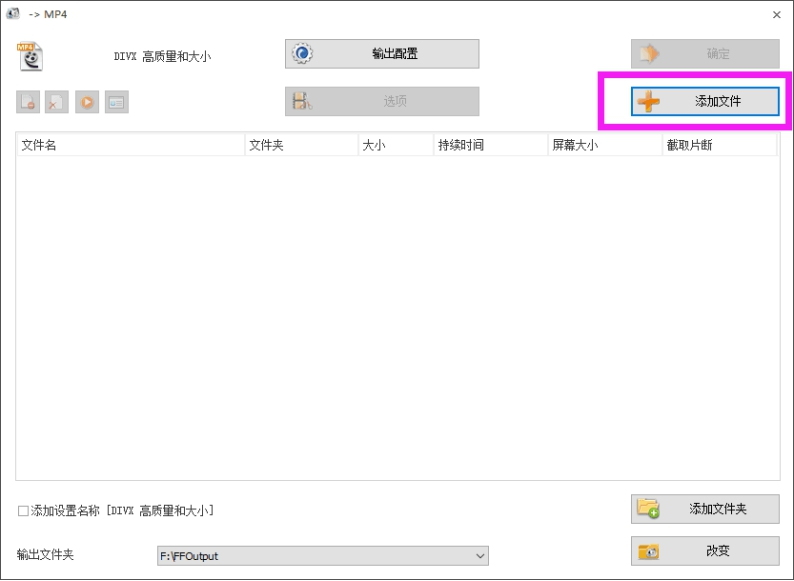 -> MP4
MP4
DIVX 高质量和大小
输出配置
确定
选项
添加文件
文件名 文件夹 大小 持续时间 屏幕大小 截取片断
添加设置名称 [DIVX 高质量和大小]
添加文件夹
输出文件夹
F:\FFOutput
改变